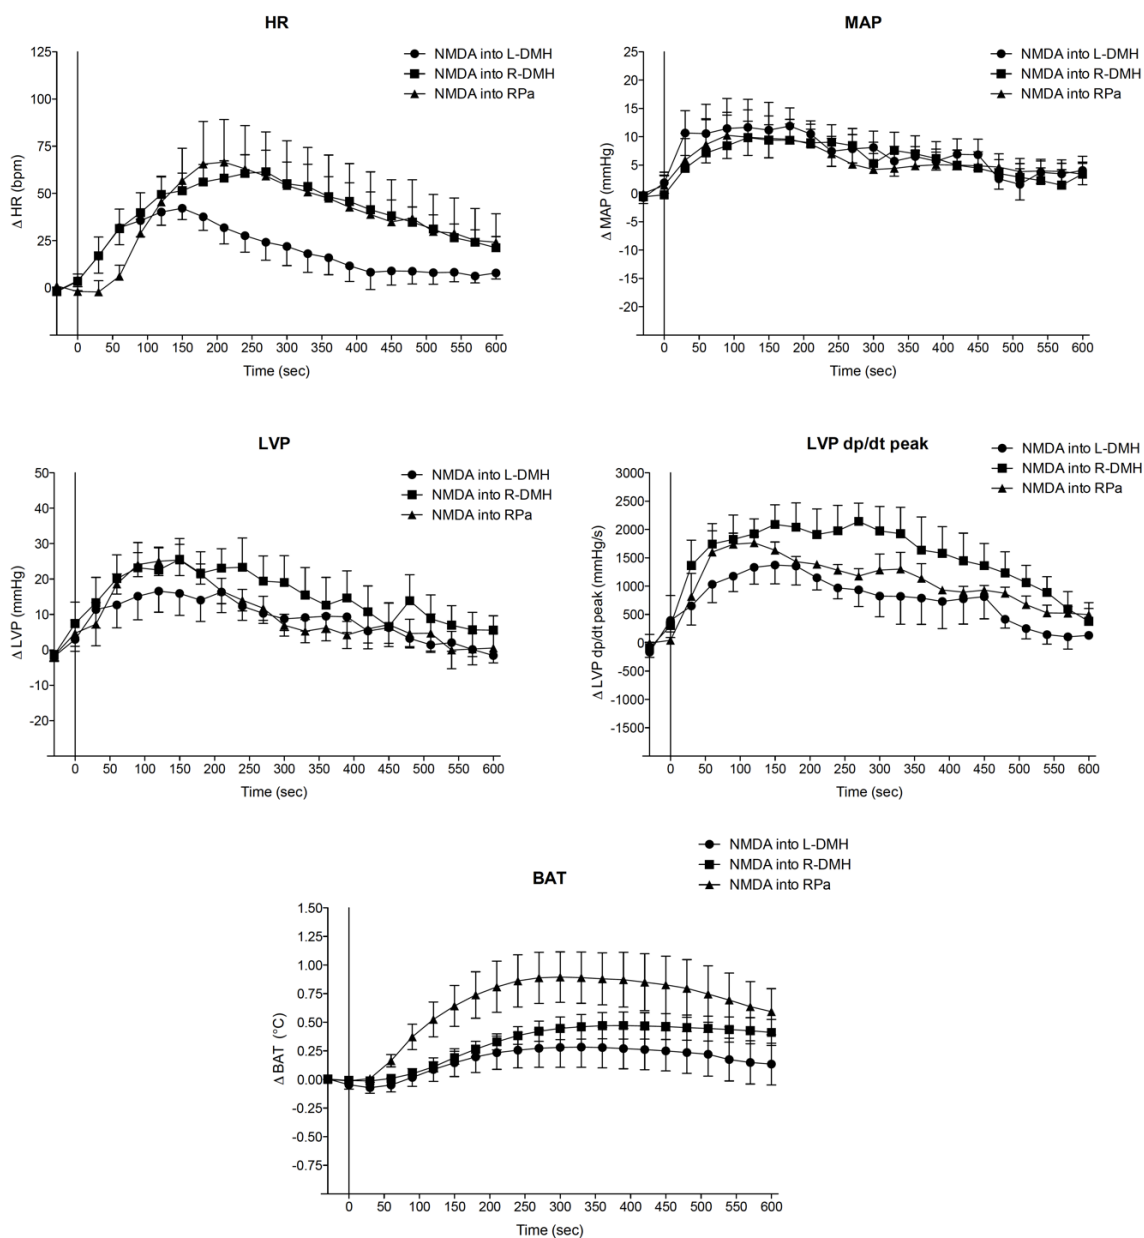 HR
125
100
75
50
25
0
Δ HR (bpm)
NMDA into L-DMH
NMDA into R-DMH
NMDA into RPa
0 50 100 150 200 250 300 350 400 450 500 550 600
Time (sec)
MAP
25
20
15
10
5
0
-5
-10
-15
-20
Δ MAP (mmHg)
NMDA into L-DMH
NMDA into R-DMH
NMDA into RPa
0 50 100 150 200 250 300 350 400 450 500 550 600
Time (sec)
LVP
50
40
30
20
10
0
-10
-20
Δ LVP (mmHg)
NMDA into L-DMH
NMDA into R-DMH
NMDA into RPa
0 50 100 150 200 250 300 350 400 450 500 550 600
Time (sec)
LVP dp/dt peak
3000
2500
2000
1500
1000
500
0
-500
-1000
-1500
Δ LVP dp/dt peak (mmHg/s)
NMDA into L-DMH
NMDA into R-DMH
NMDA into RPa
0 50 100 150 200 250 300 350 400 450 500 550 600
Time (sec)
BAT
1.50
1.25
1.00
0.75
0.50
0.25
0.00
-0.25
-0.50
-0.75
Δ BAT (°C)
NMDA into L-DMH
NMDA into R-DMH
NMDA into RPa
0 50 100 150 200 250 300 350 400 450 500 550 600
Time (sec)